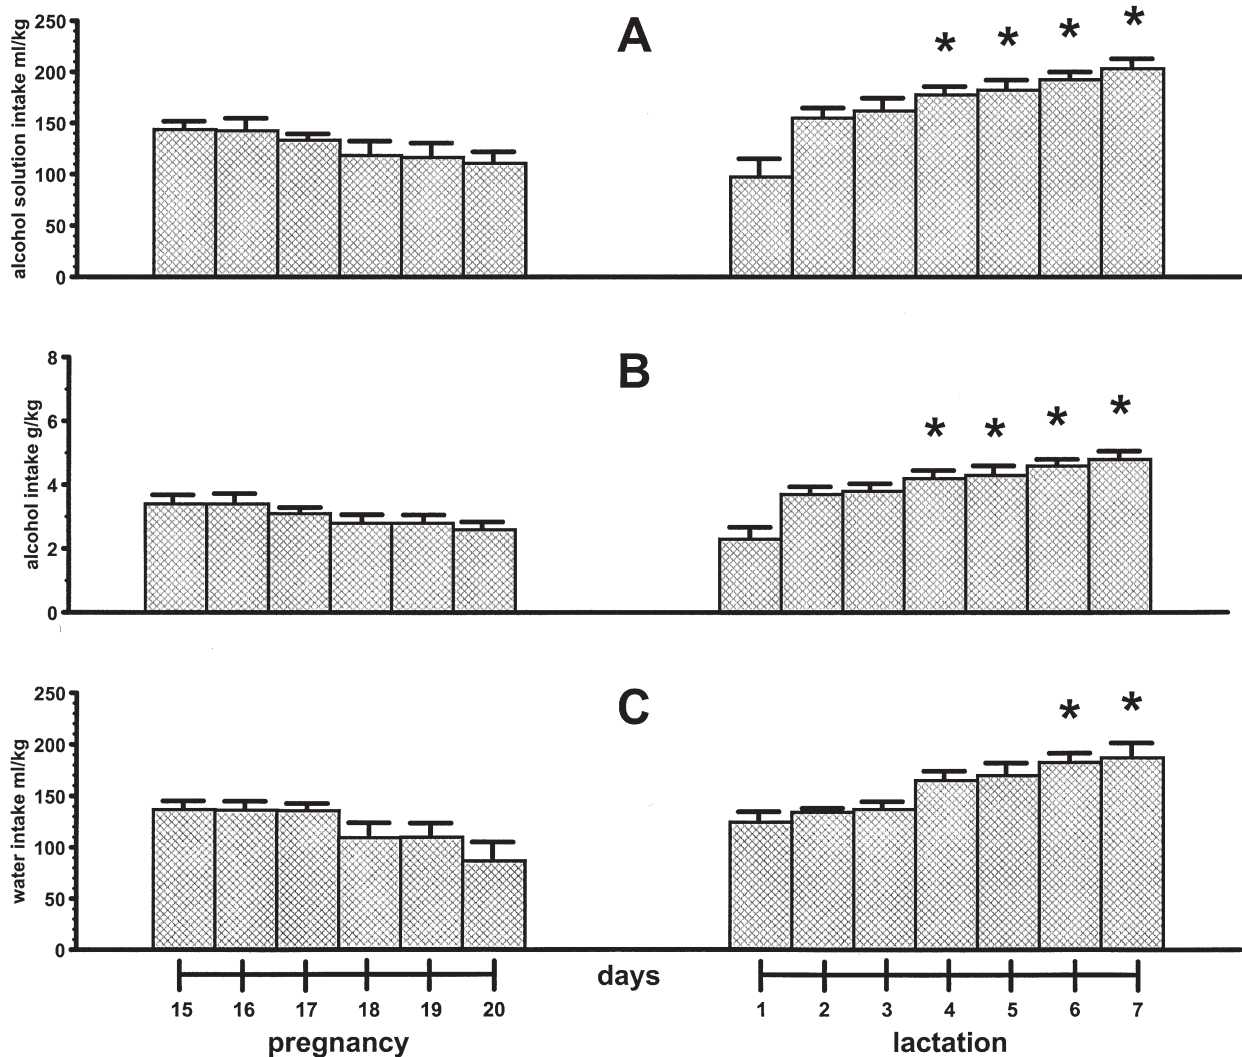 A
alcohol solution intake ml/kg
250
200
150
100
50
0
* * * *
B
alcohol intake g/kg
8
6
4
2
0
* * * *
C
water intake ml/kg
250
200
150
100
50
0
* *
days
15 16 17 18 19 20
1 2 3 4 5 6 7
pregnancy
lactation